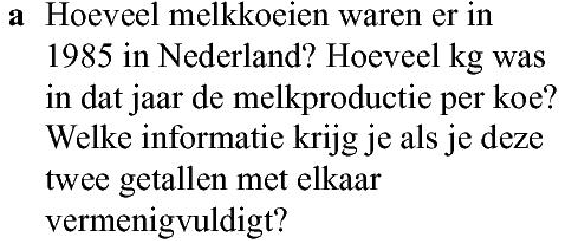 a Hoeveel melkkoeien waren er in
1985 in Nederland? Hoeveel kg was
in dat jaar de melkproductie per koe?
Welke informatie krijg je als je deze
twee getallen met elkaar
vermenigvuldigt?